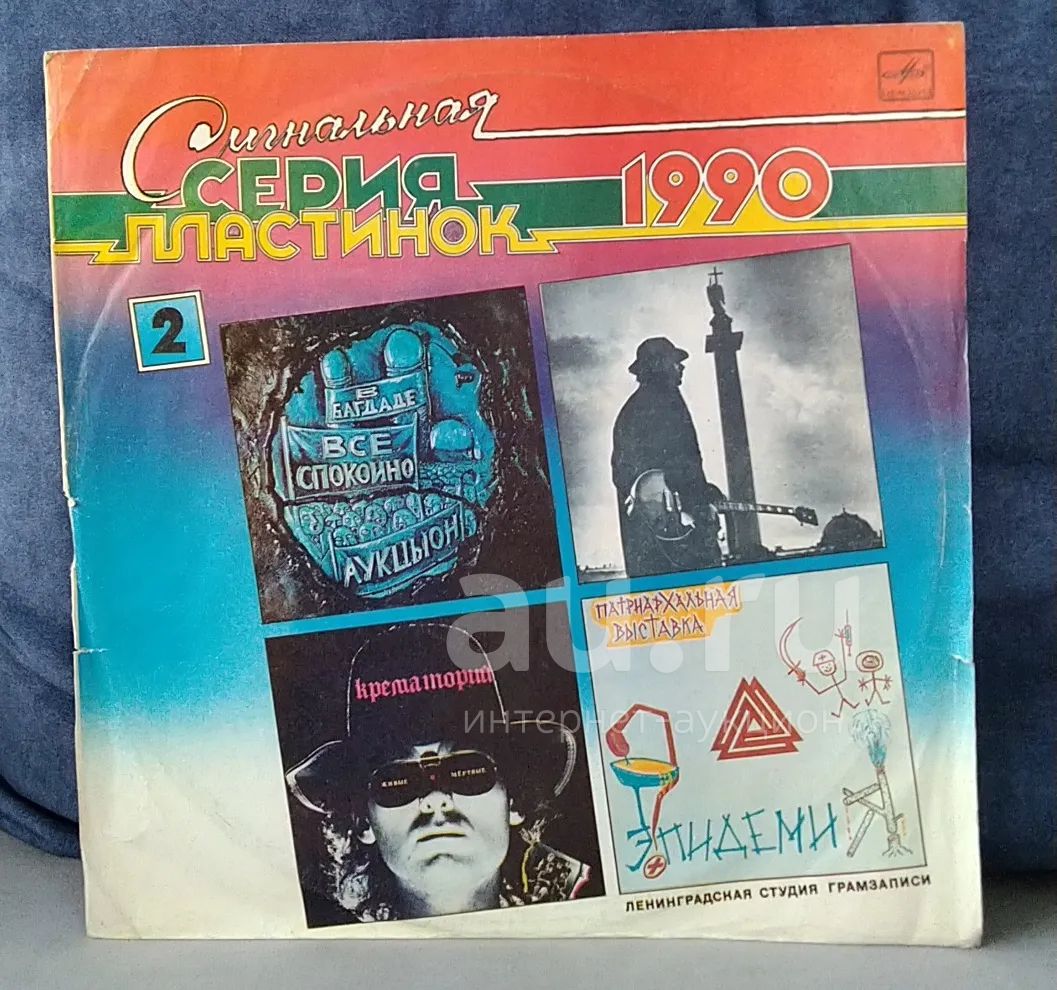 Сигнальная
СЕРИЯ
ПЛАСТИНОК
1990
2
В
БАГДАДЕ
ВСЕ
СПОКОЙНО
АУКЦЫОН
крематорий
ЖИВЫЕ И МЁРТВЫЕ
ПАТРИАРХАЛЬНАЯ
ВЫСТАВКА
ЭПИДЕМИЯ
ЛЕНИНГРАДСКАЯ СТУДИЯ ГРАМЗАПИСИ
au.ru
интернет-аукцион